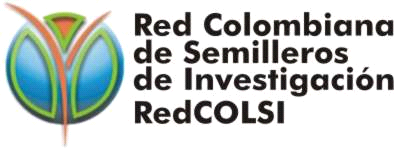 Red Colombiana
de Semilleros
de Investigación
RedCOLSI